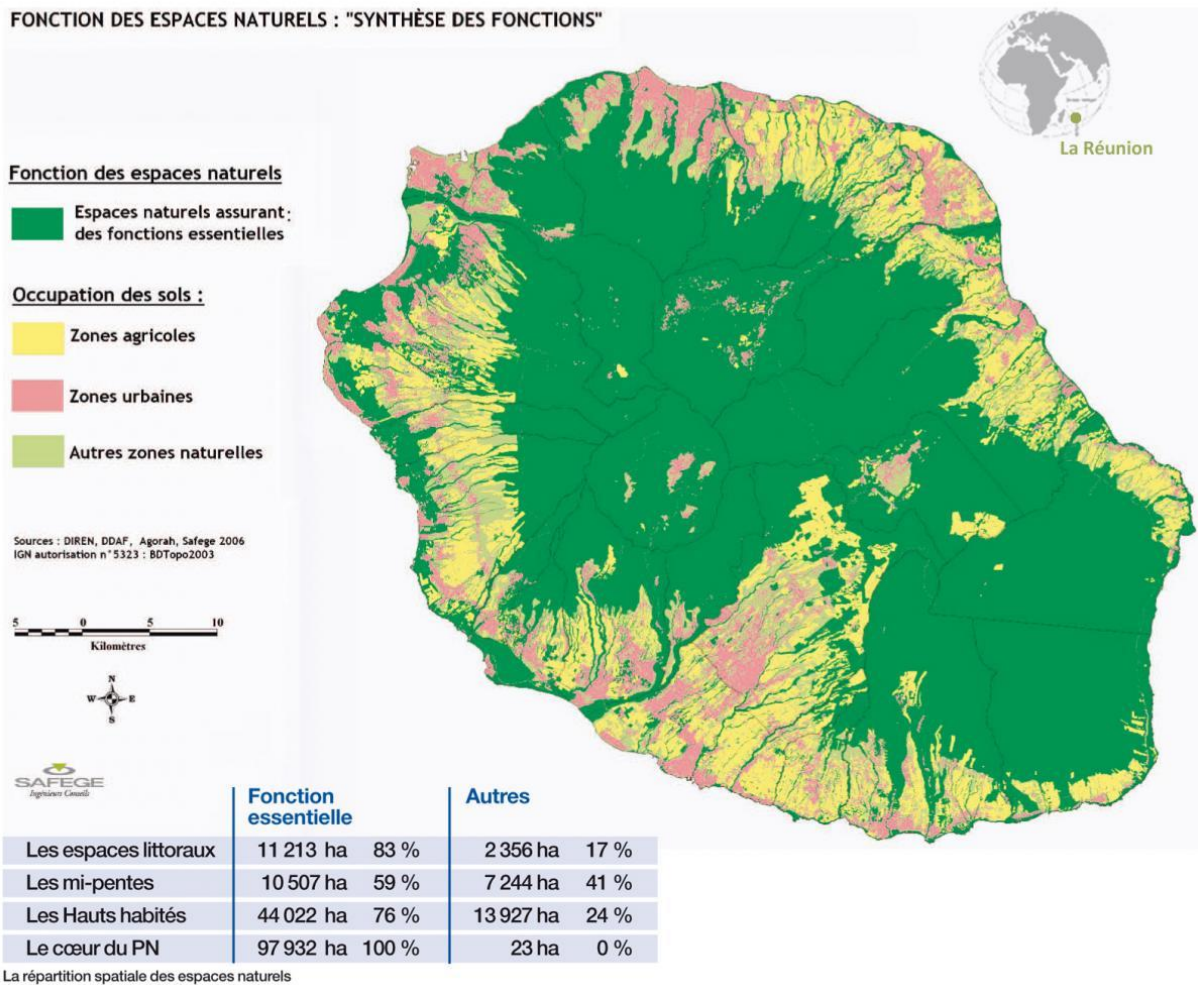 FONCTION DES ESPACES NATURELS : "SYNTHÈSE DES FONCTIONS"
La Réunion
Fonction des espaces naturels
Espaces naturels assurant :
des fonctions essentielles
Occupation des sols :
Zones agricoles
Zones urbaines
Autres zones naturelles
Sources : DIREN, DDAF, Agorah, Safege 2006
IGN autorisation n°5323 : BDTopo2003
5 0 5 10
Kilomètres
N
W E
S
SAFEGE
Ingénieurs Conseils
Fonction Autres
essentielle
Les espaces littoraux 11 213 ha 83 % 2 356 ha 17 %
Les mi-pentes 10 507 ha 59 % 7 244 ha 41 %
Les Hauts habités 44 022 ha 76 % 13 927 ha 24 %
Le cœur du PN 97 932 ha 100 % 23 ha 0 %
La répartition spatiale des espaces naturels